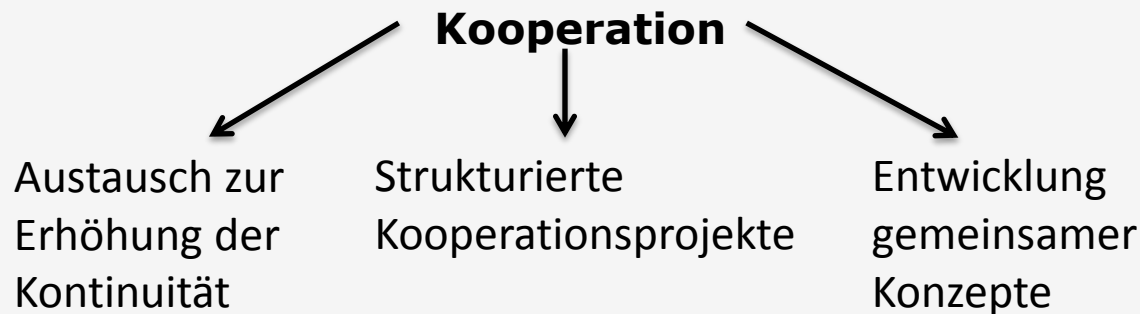 Kooperation
Austausch zur
Erhöhung der
Kontinuität
Strukturierte
Kooperationsprojekte
Entwicklung
gemeinsamer
Konzepte